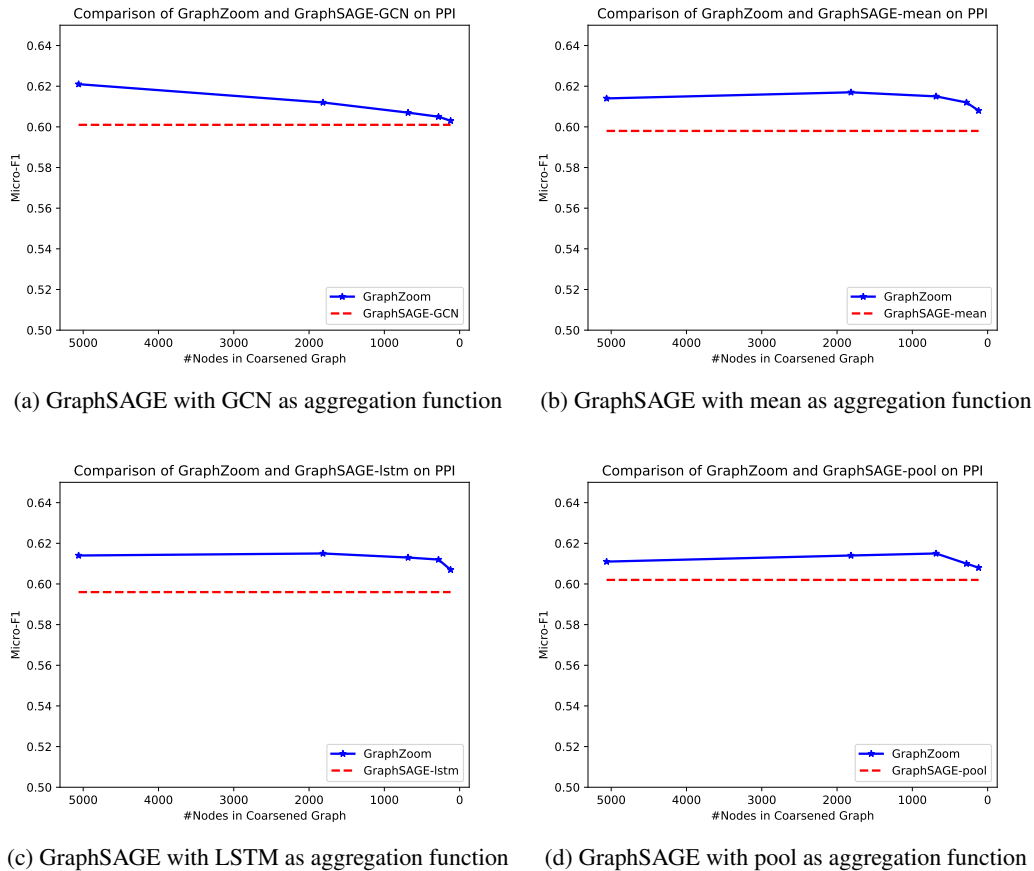 Comparison of GraphZoom and GraphSAGE-GCN on PPI
0.64
0.62
0.60
0.58
0.56
0.54
0.52
0.50
Micro-F1
GraphZoom
GraphSAGE-GCN
5000 4000 3000 2000 1000 0
#Nodes in Coarsened Graph
(a) GraphSAGE with GCN as aggregation function
Comparison of GraphZoom and GraphSAGE-mean on PPI
0.64
0.62
0.60
0.58
0.56
0.54
0.52
0.50
Micro-F1
GraphZoom
GraphSAGE-mean
5000 4000 3000 2000 1000 0
#Nodes in Coarsened Graph
(b) GraphSAGE with mean as aggregation function
Comparison of GraphZoom and GraphSAGE-lstm on PPI
0.64
0.62
0.60
0.58
0.56
0.54
0.52
0.50
Micro-F1
GraphZoom
GraphSAGE-lstm
5000 4000 3000 2000 1000 0
#Nodes in Coarsened Graph
(c) GraphSAGE with LSTM as aggregation function
Comparison of GraphZoom and GraphSAGE-pool on PPI
0.64
0.62
0.60
0.58
0.56
0.54
0.52
0.50
Micro-F1
GraphZoom
GraphSAGE-pool
5000 4000 3000 2000 1000 0
#Nodes in Coarsened Graph
(d) GraphSAGE with pool as aggregation function